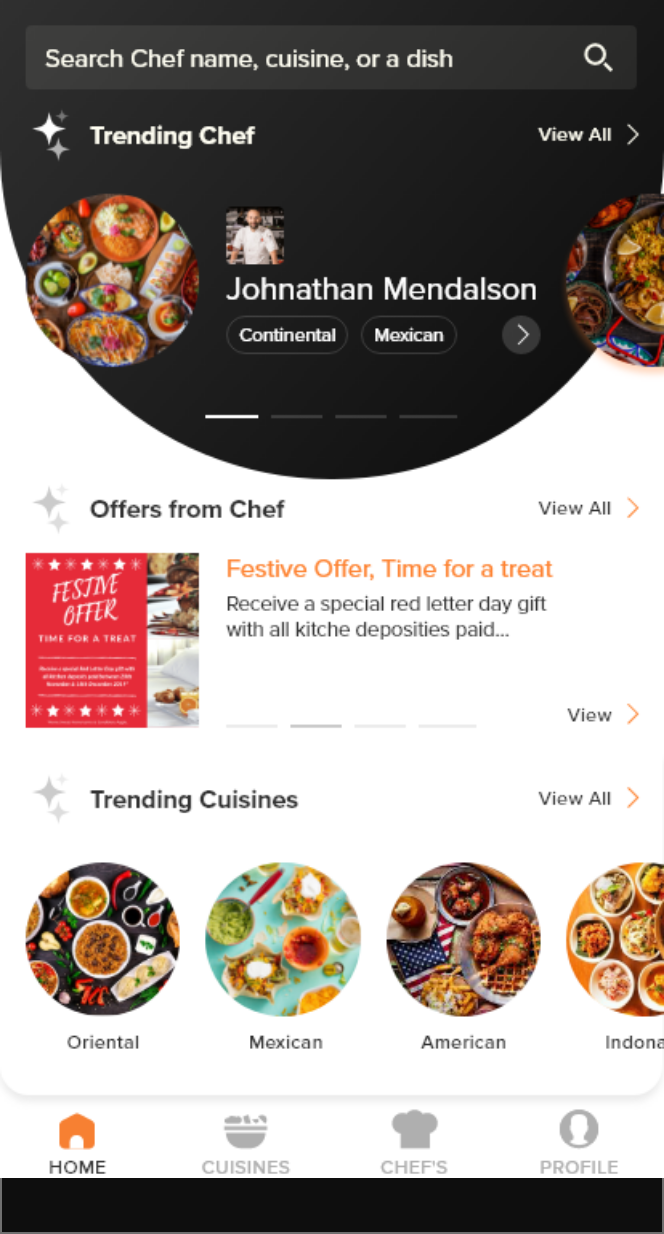 Search Chef name, cuisine, or a dish
Trending Chef
View All
Johnathan Mendalson
Continental
Mexican
Offers from Chef
View All
FESTIVE
OFFER
TIME FOR A TREAT
Festive Offer, Time for a treat
Receive a special red letter day gift
with all kitche deposities paid...
View
Trending Cuisines
View All
Oriental
Mexican
American
Indona
HOME
CUISINES
CHEF'S
PROFILE